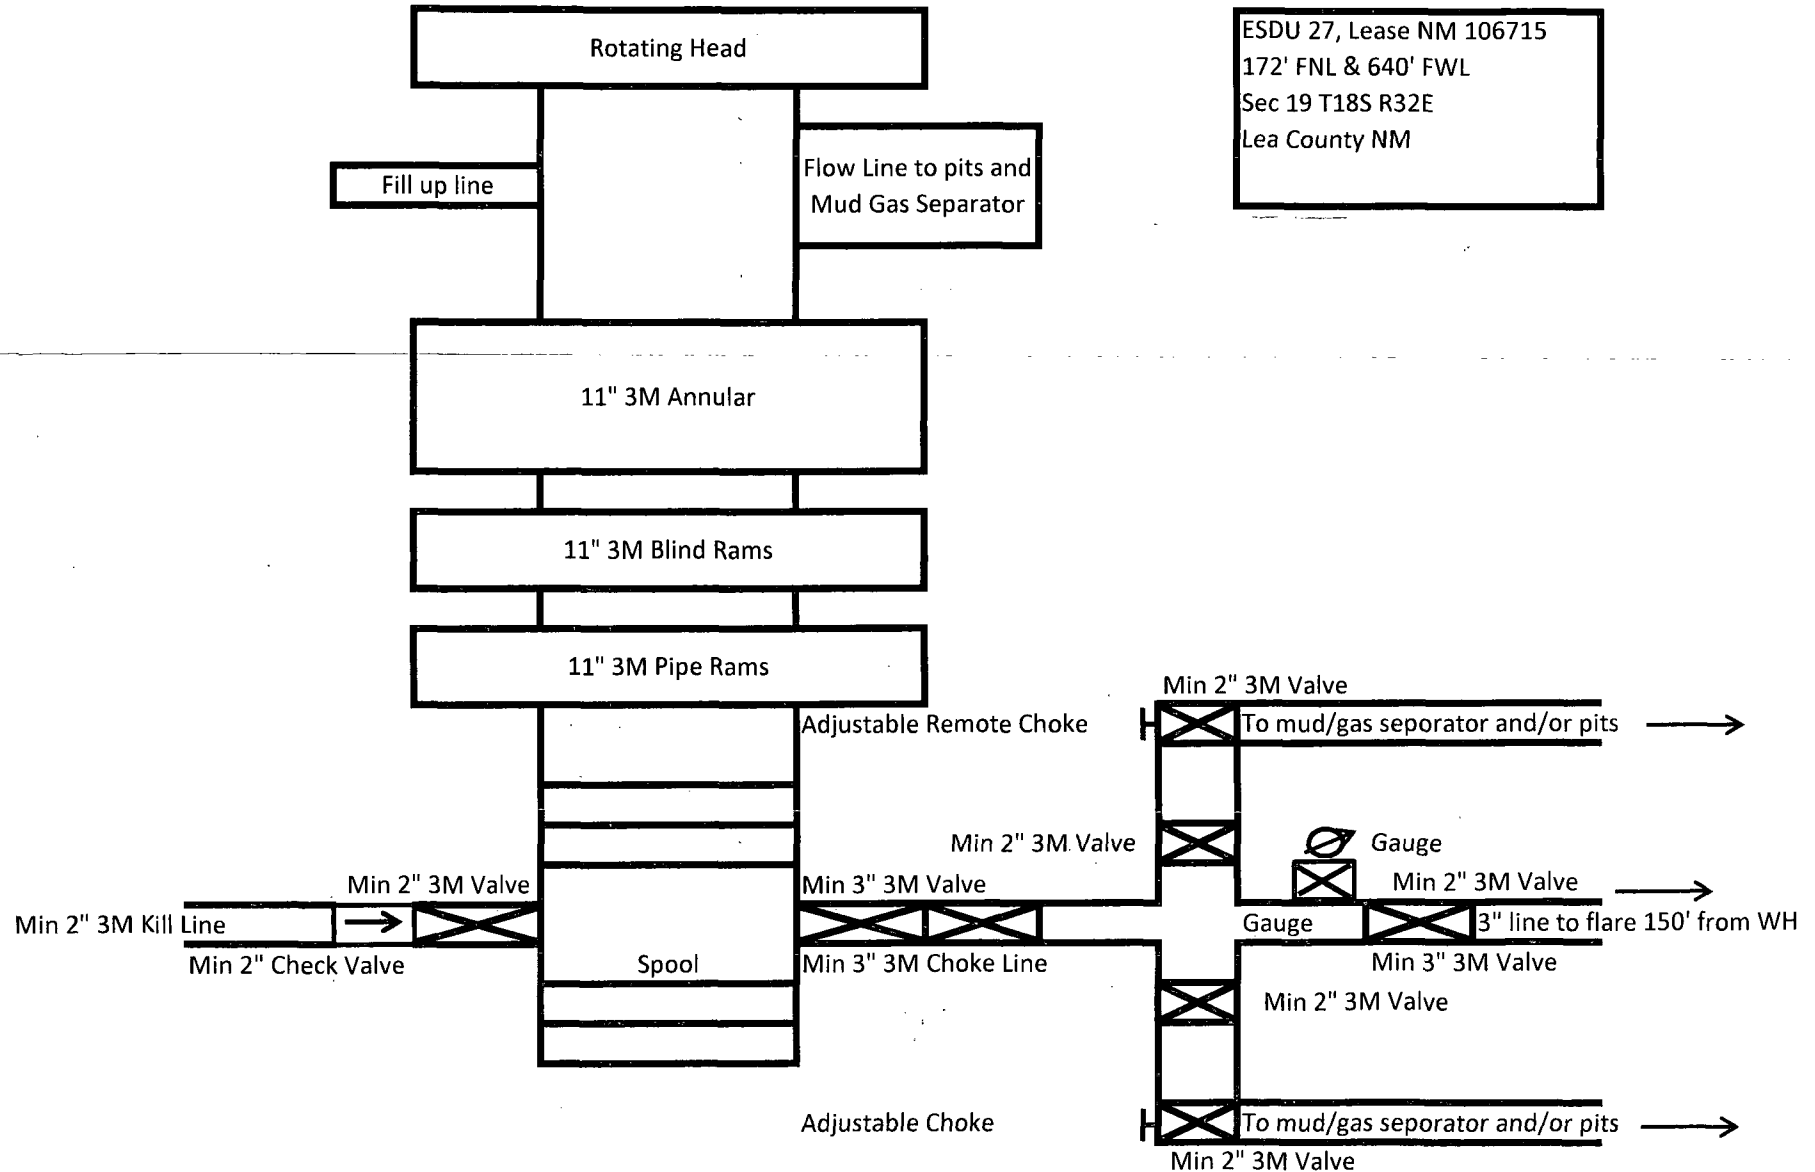 Rotating Head
ESDU 27, Lease NM 106715
172' FNL & 640' FWL
Sec 19 T18S R32E
Lea County NM
Fill up line
Flow Line to pits and
Mud Gas Separator
11" 3M Annular
11" 3M Blind Rams
11" 3M Pipe Rams
Min 2" 3M Valve
Adjustable Remote Choke
To mud/gas seporator and/or pits
Min 2" 3M Valve
Gauge
Min 2" 3M Valve
Min 3" 3M Valve
Min 2" 3M Valve
Min 2" 3M Kill Line
Gauge
3" line to flare 150' from WH
Min 2" Check Valve
Spool
Min 3" 3M Choke Line
Min 3" 3M Valve
Min 2" 3M Valve
Adjustable Choke
To mud/gas seporator and/or pits
Min 2" 3M Valve